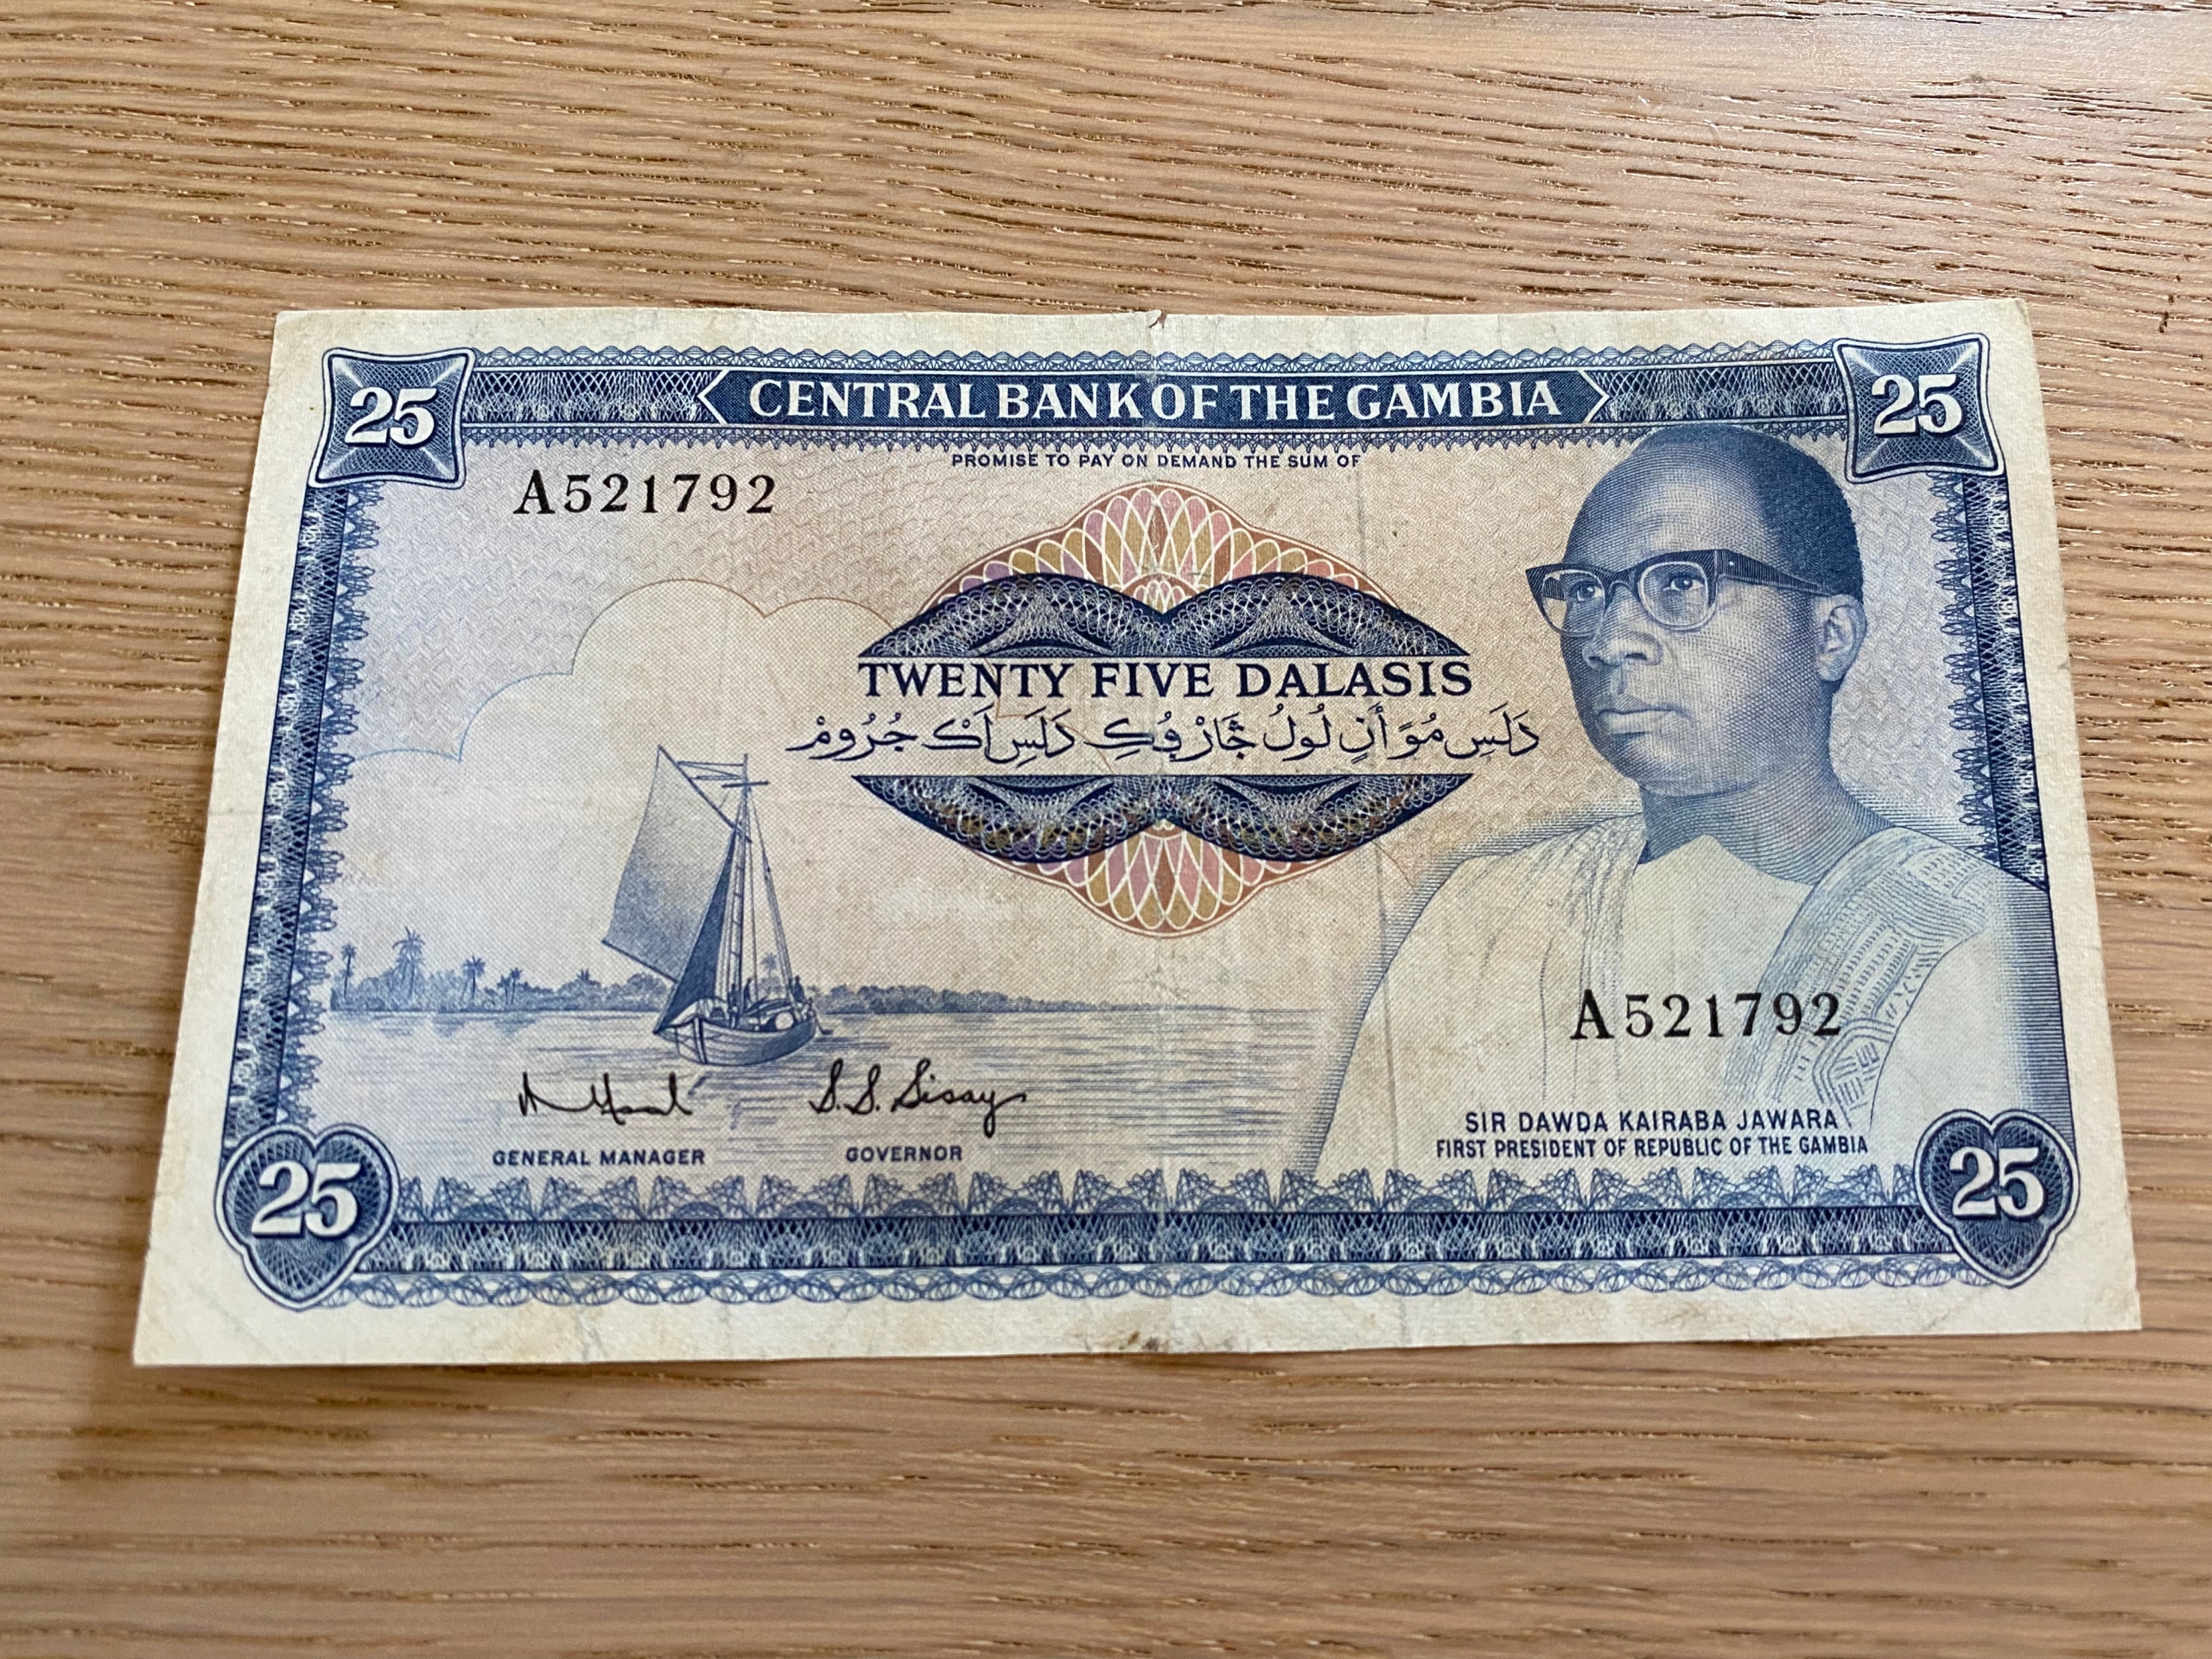 25
CENTRAL BANK OF THE GAMBIA
25
PROMISE TO PAY ON DEMAND THE SUM OF
A521792
TWENTY FIVE DALASIS
A521792
S.S. Sisay
GENERAL MANAGER
GOVERNOR
SIR DAWDA KAIRABA JAWARA
FIRST PRESIDENT OF REPUBLIC OF THE GAMBIA
25
25